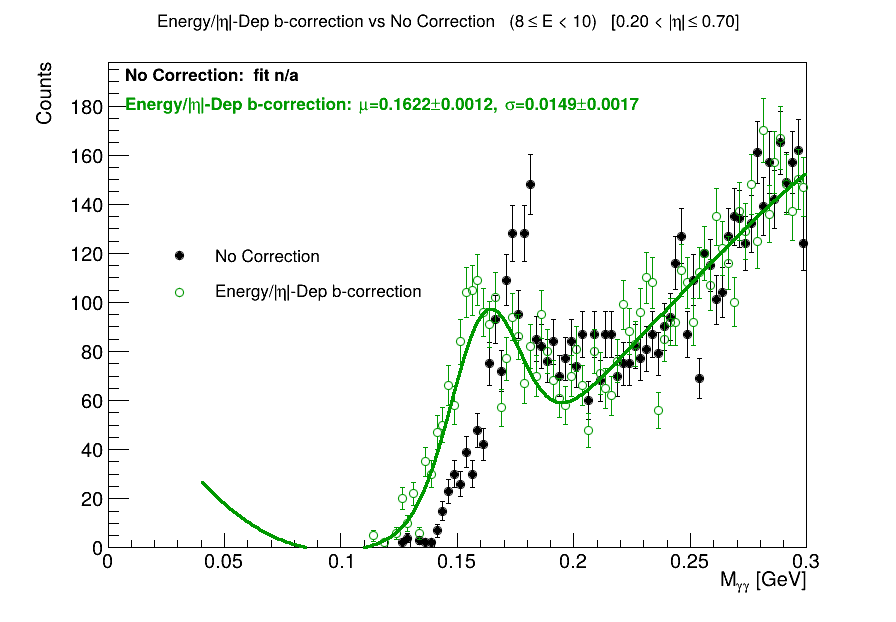 Energy/|η|-Dep b-correction vs No Correction (8 ≤ E < 10) [0.20 < |η| ≤ 0.70]
No Correction: fit n/a
Energy/|η|-Dep b-correction: μ=0.1622±0.0012, σ=0.0149±0.0017
Counts
180
160
140
120
100
80
60
40
20
0
No Correction
Energy/|η|-Dep b-correction
0 0.05 0.1 0.15 0.2 0.25 0.3
Mγγ [GeV]